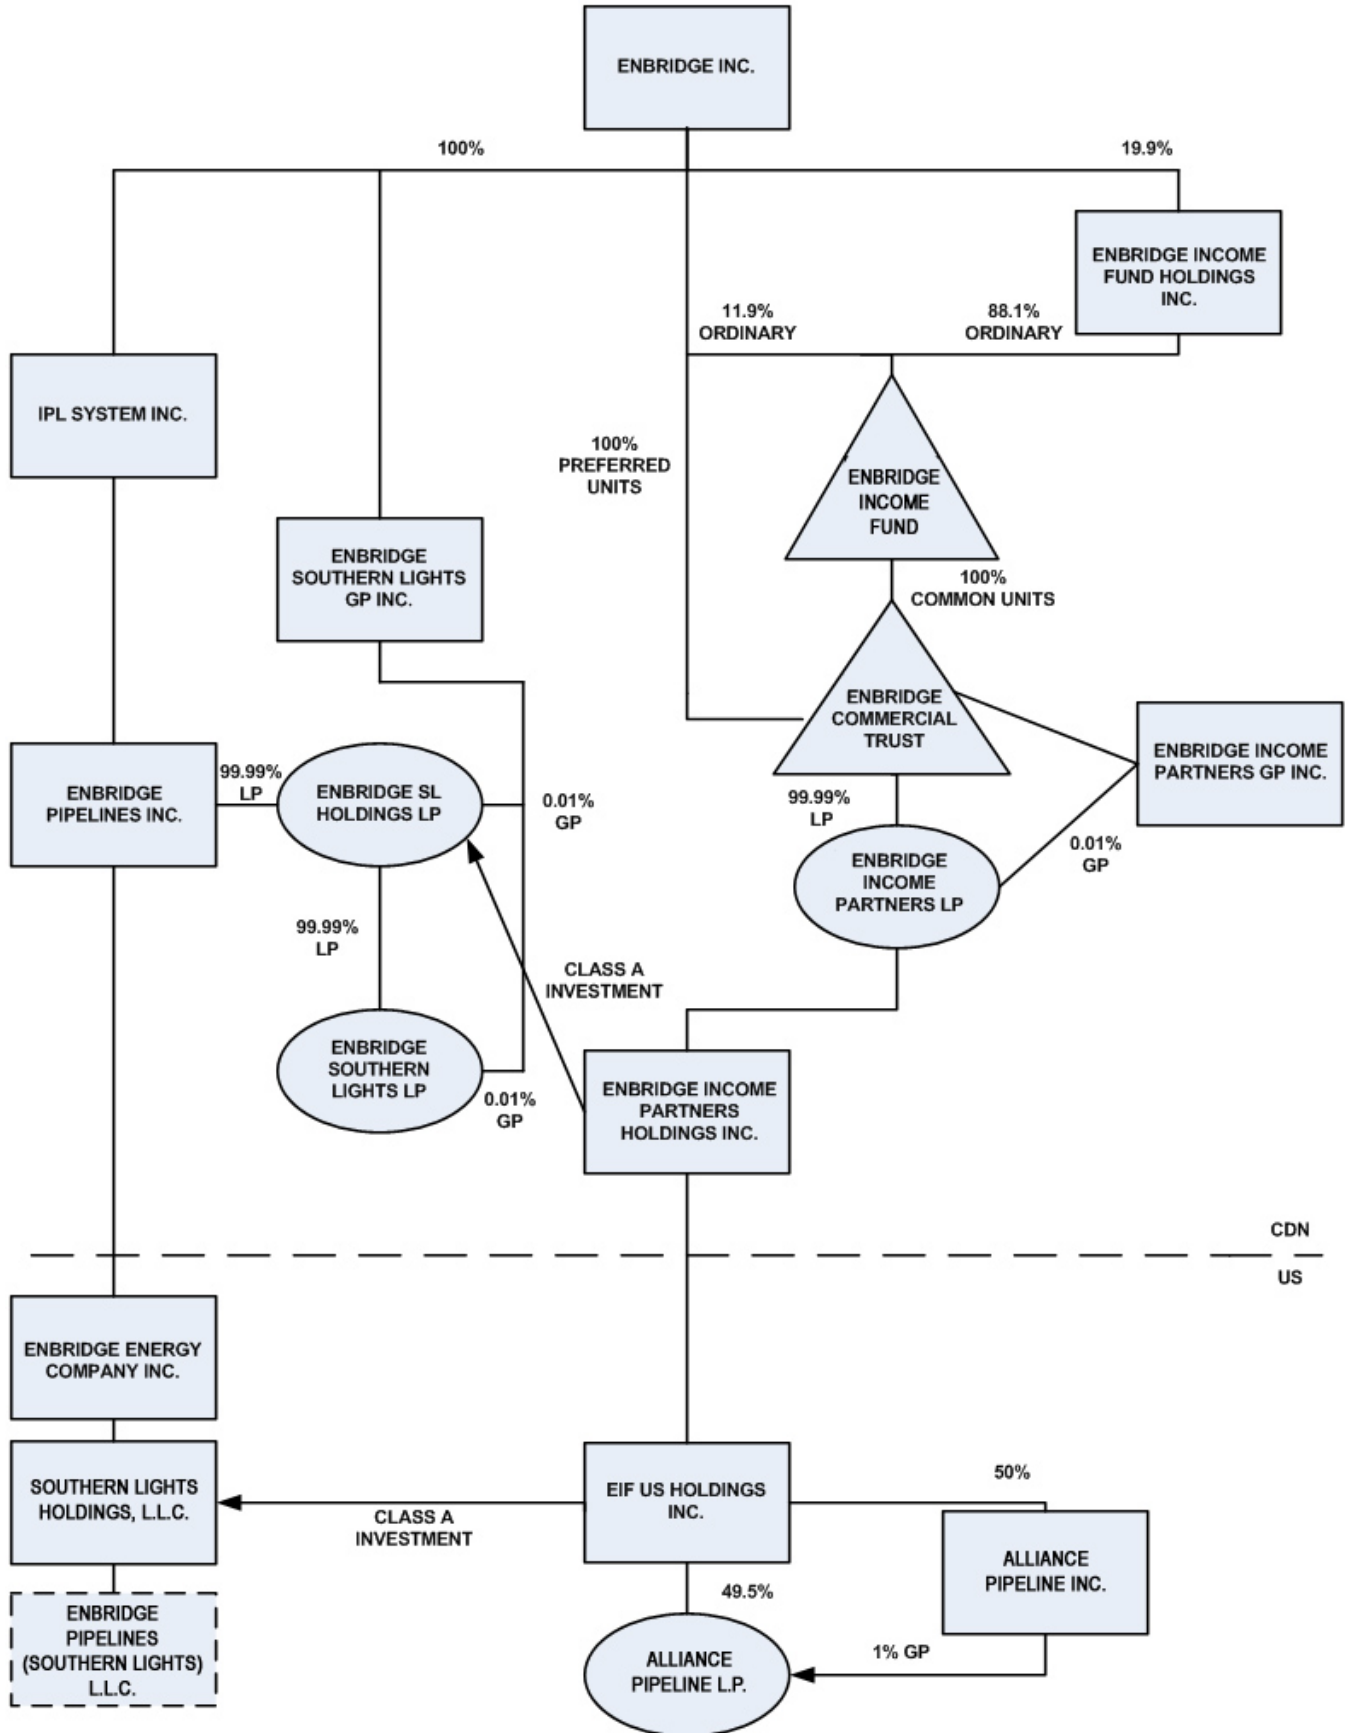 ENBRIDGE INC.
100%
19.9%
ENBRIDGE INCOME
FUND HOLDINGS
INC.
11.9%
ORDINARY
88.1%
ORDINARY
IPL SYSTEM INC.
100%
PREFERRED
UNITS
ENBRIDGE
INCOME
FUND
ENBRIDGE
SOUTHERN LIGHTS
GP INC.
100%
COMMON UNITS
ENBRIDGE
COMMERCIAL
TRUST
ENBRIDGE INCOME
PARTNERS GP INC.
ENBRIDGE
PIPELINES INC.
99.99%
LP
ENBRIDGE SL
HOLDINGS LP
0.01%
GP
99.99%
LP
0.01%
GP
ENBRIDGE
INCOME
PARTNERS LP
99.99%
LP
CLASS A
INVESTMENT
ENBRIDGE
SOUTHERN
LIGHTS LP
0.01%
GP
ENBRIDGE INCOME
PARTNERS
HOLDINGS INC.
CDN
US
ENBRIDGE ENERGY
COMPANY INC.
SOUTHERN LIGHTS
HOLDINGS, L.L.C.
CLASS A
INVESTMENT
EIF US HOLDINGS
INC.
50%
ALLIANCE
PIPELINE INC.
49.5%
ENBRIDGE
PIPELINES
(SOUTHERN LIGHTS)
L.L.C.
ALLIANCE
PIPELINE L.P.
1% GP